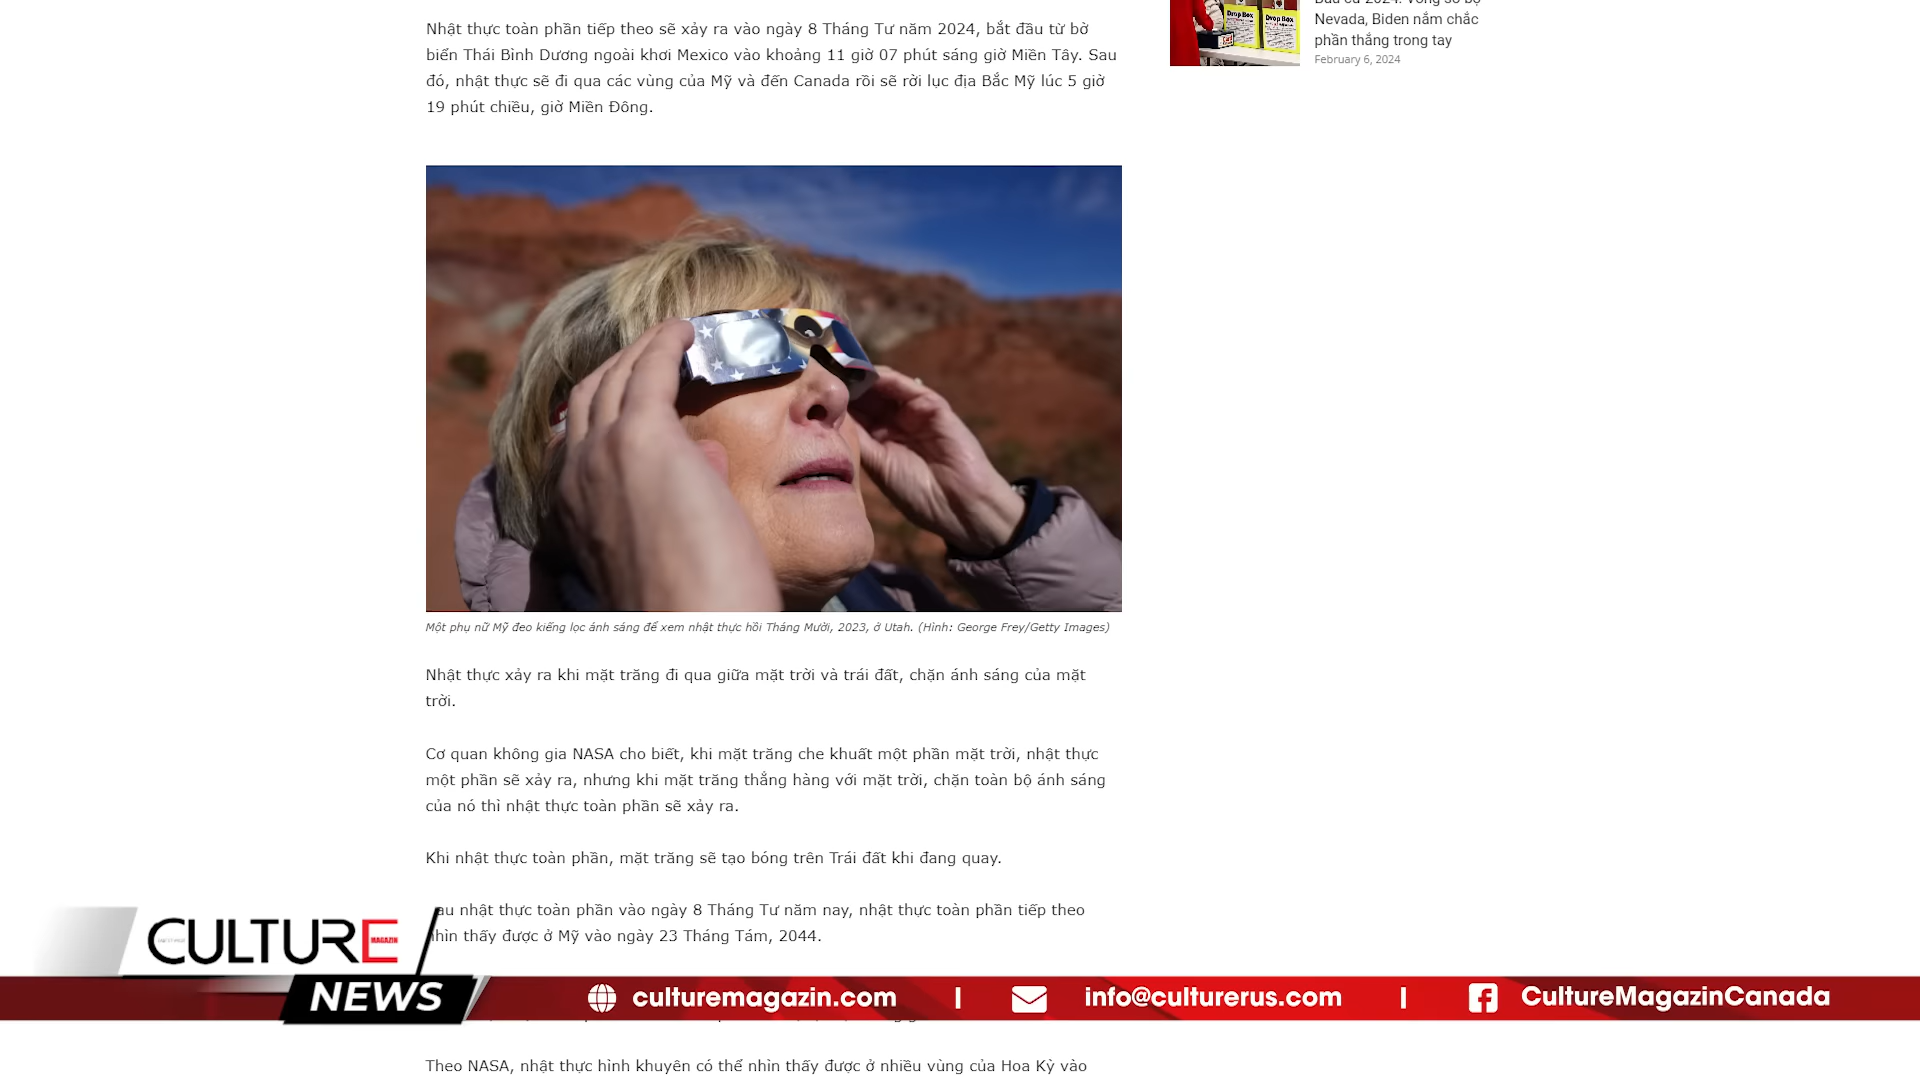 Nhật thực toàn phần tiếp theo sẽ xảy ra vào ngày 8 Tháng Tư năm 2024, bắt đầu từ bờ
biển Thái Bình Dương ngoài khơi Mexico vào khoảng 11 giờ 07 phút sáng giờ Miền Tây. Sau
đó, nhật thực sẽ đi qua các vùng của Mỹ và đến Canada rồi sẽ rời lục địa Bắc Mỹ lúc 5 giờ
19 phút chiều, giờ Miền Đông.
Nevada, Biden nắm chắc
phần thắng trong tay
February 6, 2024
Drop Box
Drop Box
Một phụ nữ Mỹ đeo kiếng lọc ánh sáng để xem nhật thực hồi Tháng Mười, 2023, ở Utah. (Hình: George Frey/Getty Images)
Nhật thực xảy ra khi mặt trăng đi qua giữa mặt trời và trái đất, chặn ánh sáng của mặt
trời.
Cơ quan không gia NASA cho biết, khi mặt trăng che khuất một phần mặt trời, nhật thực
một phần sẽ xảy ra, nhưng khi mặt trăng thẳng hàng với mặt trời, chặn toàn bộ ánh sáng
của nó thì nhật thực toàn phần sẽ xảy ra.
Khi nhật thực toàn phần, mặt trăng sẽ tạo bóng trên Trái đất khi đang quay.
nhật thực toàn phần vào ngày 8 Tháng Tư năm nay, nhật thực toàn phần tiếp theo
thấy được ở Mỹ vào ngày 23 Tháng Tám, 2044.
CULTURE MAGAZIN
NEWS
culturemagazin.com | info@culturerus.com | CultureMagazinCanada
Theo NASA, nhật thực hình khuyên có thể nhìn thấy được ở nhiều vùng của Hoa Kỳ vào